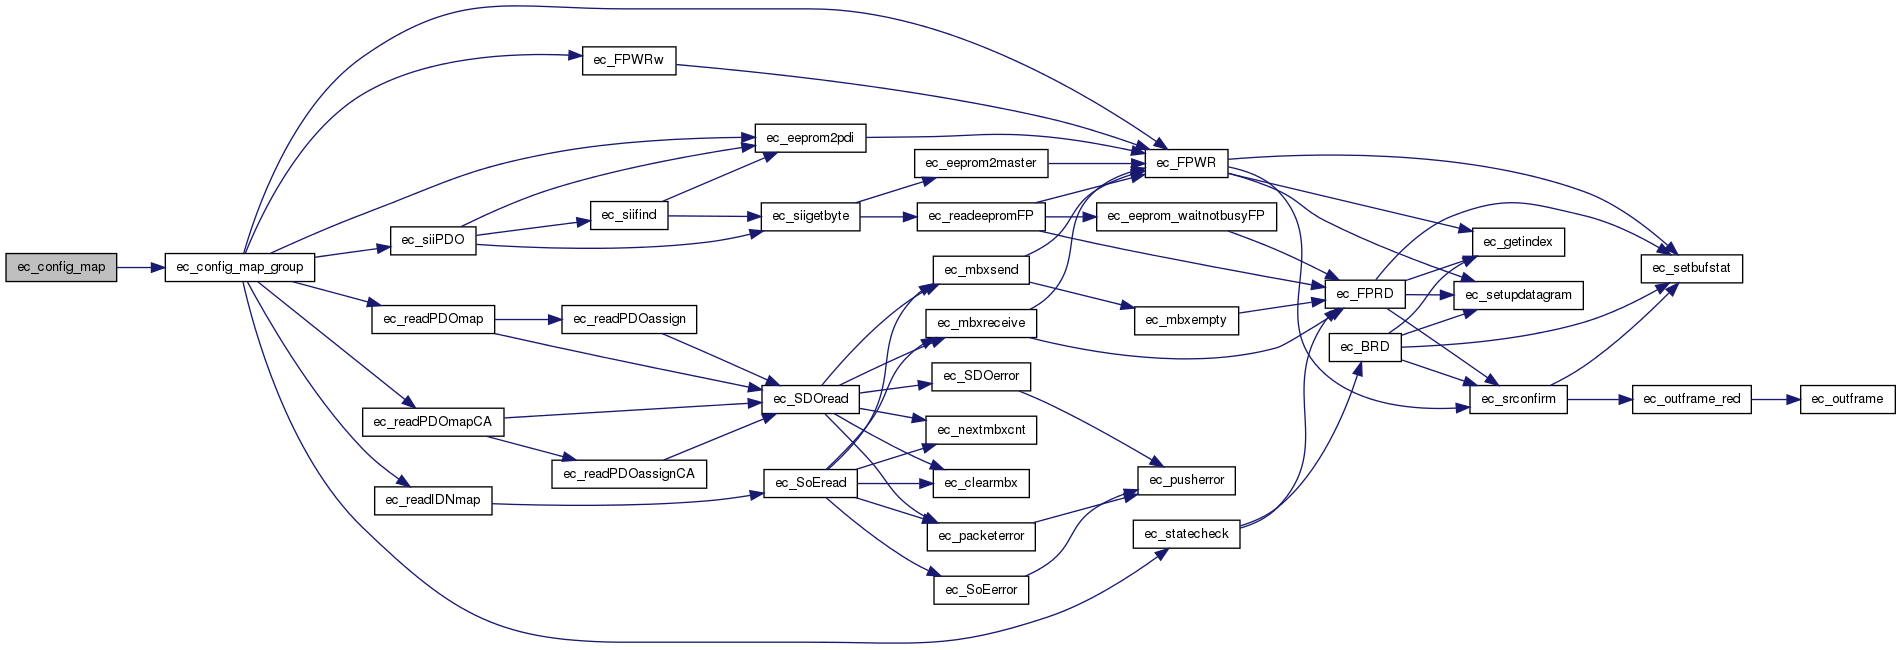 ec_config_map
ec_config_map_group
ec_FPWRw
ec_siiPDO
ec_readPDOmap
ec_readPDOmapCA
ec_readIDNmap
ec_siifind
ec_readPDOassign
ec_readPDOassignCA
ec_eeprom2pdi
ec_siigetbyte
ec_SDOread
ec_SoEread
ec_eeprom2master
ec_readeepromFP
ec_mbxsend
ec_mbxreceive
ec_SDOerror
ec_nextmbxcnt
ec_clearmbx
ec_packeterror
ec_SoEerror
ec_FPWR
ec_eeprom_waitnotbusyFP
ec_mbxempty
ec_pusherror
ec_statecheck
ec_FPRD
ec_BRD
ec_getindex
ec_setupdatagram
ec_srconfirm
ec_setbufstat
ec_outframe_red
ec_outframe